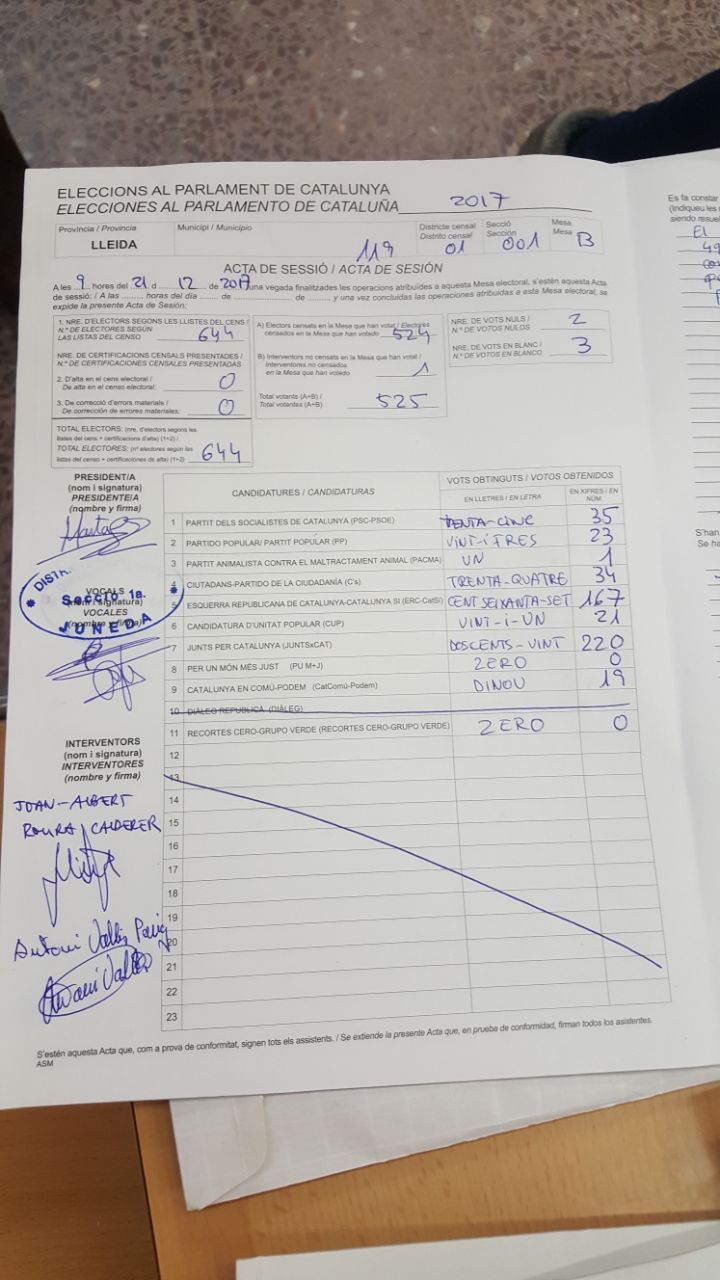 ELECCIONS AL PARLAMENT DE CATALUNYA
ELECCIONES AL PARLAMENTO DE CATALUÑA 2017
Província / Provincia
LLEIDA
Municipi / Municipio
119
Districte censal
Distrito censal
01
Secció
Sección
001
Mesa
Mesa
B
ACTA DE SESSIÓ / ACTA DE SESIÓN
A les 9 hores del 21 d 12 de 2017 una vegada finalitzades les operacions atribuïdes a aquesta Mesa electoral, s'estén aquesta Acta
de sessió: / A las ........ horas del día ........ de .................... de ........, y una vez concluidas las operaciones atribuidas a esta Mesa electoral, se
expide la presente Acta de Sesión:
1. NRE. D'ELECTORS SEGONS LES LLISTES DEL CENS /
N.º DE ELECTORES SEGÚN
LAS LISTAS DEL CENSO 644
NRE. DE CERTIFICACIONS CENSALS PRESENTADES /
N.º DE CERTIFICACIONES CENSALES PRESENTADAS
2. D'alta en el cens electoral /
De alta en el censo electoral: 0
3. De correcció d'errors materials /
De corrección de errores materiales: 0
TOTAL ELECTORS: (nre. d'electors segons les
llistes del cens + certificacions d'alta) (1+2) /
TOTAL ELECTORES: (nº electores según las
listas del censo + certificaciones de alta) (1+2) 644
A) Electors censats en la Mesa que han votat / Electores
censados en la Mesa que han votado 524
B) Interventors no censats en la Mesa que han votat /
Interventores no censados
en la Mesa que han votado 1
Total votants (A+B) /
Total votantes (A+B) 525
NRE. DE VOTS NULS /
N.º DE VOTOS NULOS 2
NRE. DE VOTS EN BLANC /
N.º DE VOTOS EN BLANCO 3
PRESIDENT/A
(nom i signatura)
PRESIDENTE/A
(nombre y firma)
Secció 1a.
JUNEDA
VOCALS
(nom i signatura)
VOCALES
(nombre y firma)
CANDIDATURES / CANDIDATURAS
VOTS OBTINGUTS / VOTOS OBTENIDOS
EN LLETRES / EN LETRA
EN XIFRES / EN NÚM.
1 PARTIT DELS SOCIALISTES DE CATALUNYA (PSC-PSOE) 35
2 PARTIDO POPULAR/ PARTIT POPULAR (PP) VINT-I-TRES 23
3 PARTIT ANIMALISTA CONTRA EL MALTRACTAMENT ANIMAL (PACMA) UN 1
4 CIUTADANS-PARTIDO DE LA CIUDADANÍA (C's) TRENTA-QUATRE 34
5 ESQUERRA REPUBLICANA DE CATALUNYA-CATALUNYA SÍ (ERC-CatSí) CENT SEIXANTA-SET 167
6 CANDIDATURA D'UNITAT POPULAR (CUP) VINT-I-UN 21
7 JUNTS PER CATALUNYA (JUNTSxCAT) DOSCENTS-VINT 220
8 PER UN MÓN MÉS JUST (PUM+J) ZERO 0
9 CATALUNYA EN COMÚ-PODEM (CatComú-Podem) DINOU 19
10 DIÀLEG REPUBLICÀ (DIÀLEG)
11 RECORTES CERO-GRUPO VERDE (RECORTES CERO-GRUPO VERDE) ZERO 0
12
13
14
15
16
17
18
19
20
21
22
23
INTERVENTORS
(nom i signatura)
INTERVENTORES
(nombre y firma)
JOAN-ALBERT
ROURA CALDERER
Antoni Vallés Puig
S'estén aquesta Acta que, com a prova de conformitat, signen tots els assistents. / Se extiende la presente Acta que, en prueba de conformidad, firman todos los asistentes.
ASM
Es fa constar
(Indiqueu les
siendo resuel
El
S'han
Se ha